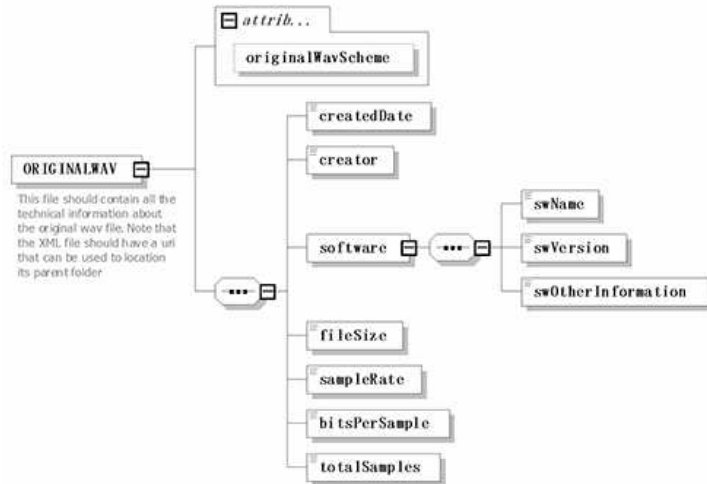 attrib...
originalWavScheme
createdDate
creator
ORIGINALWAV
This file should contain all the
technical information about
the original wav file. Note that
the XML file should have a uri
that can be used to location
its parent folder
software
swName
swVersion
swOtherInformation
fileSize
sampleRate
bitsPerSample
totalSamples